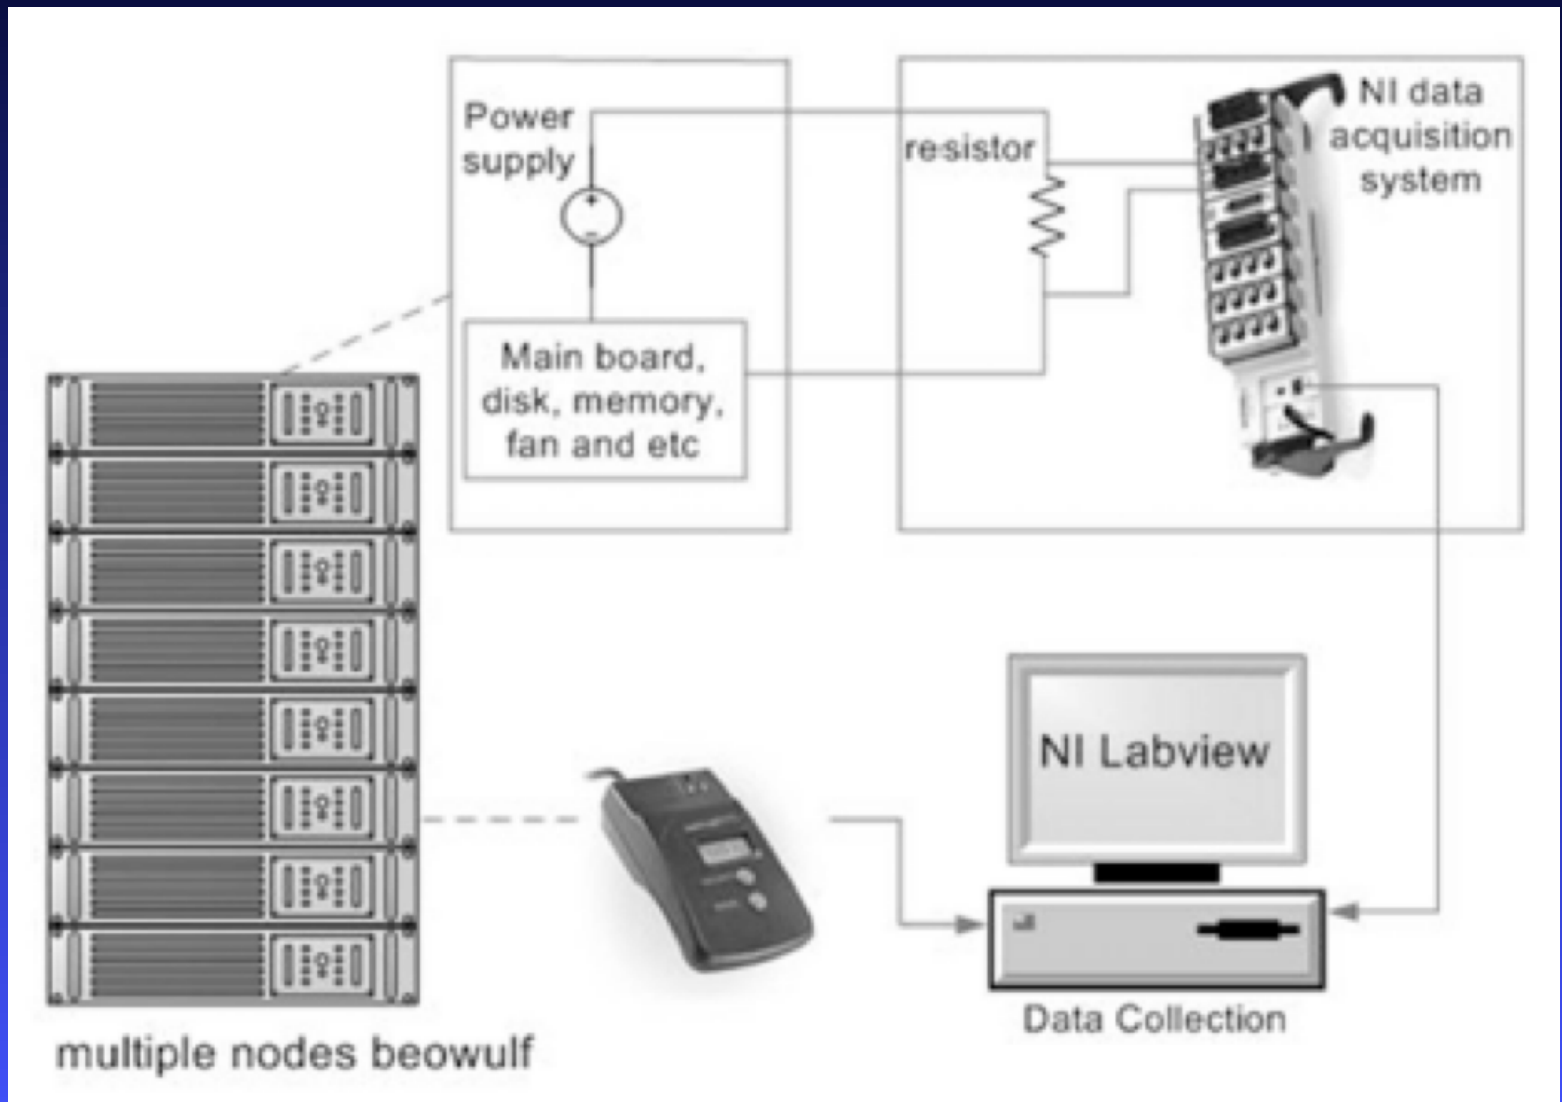 Power
supply
resistor
NI data
acquisition
system
Main board,
disk, memory,
fan and etc
NI Labview
Data Collection
multiple nodes beowulf